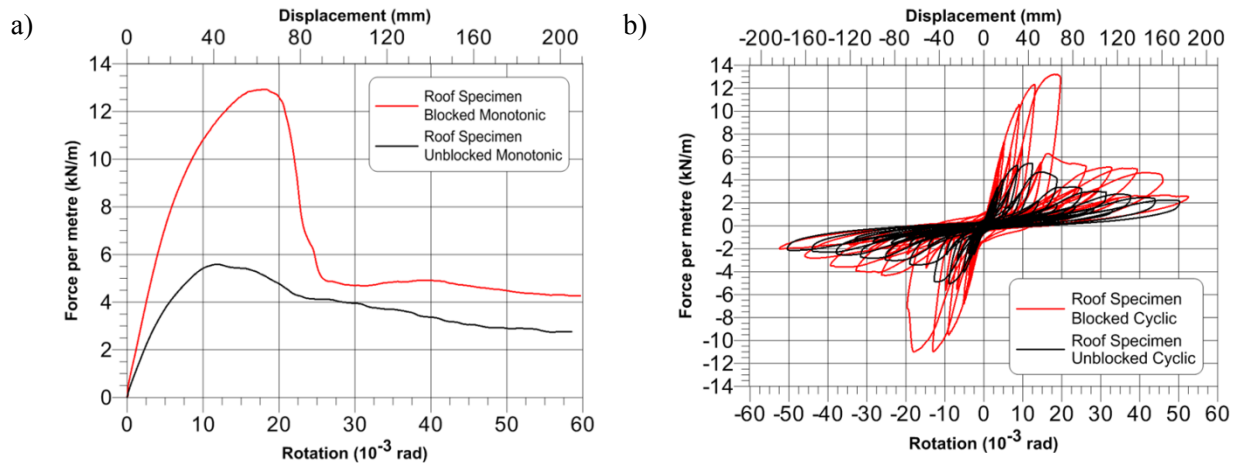 a)
Displacement (mm)
0 40 80 120 160 200
14
12
10
8
6
4
2
0
Force per metre (kN/m)
Roof Specimen
Blocked Monotonic
Roof Specimen
Unblocked Monotonic
0 10 20 30 40 50 60
Rotation (10-3 rad)
b)
Displacement (mm)
-200 -160 -120 -80 -40 0 40 80 120 160 200
14
12
10
8
6
4
2
0
-2
-4
-6
-8
-10
-12
-14
Force per metre (kN/m)
Roof Specimen
Blocked Cyclic
Roof Specimen
Unblocked Cyclic
-60 -50 -40 -30 -20 -10 0 10 20 30 40 50 60
Rotation (10-3 rad)